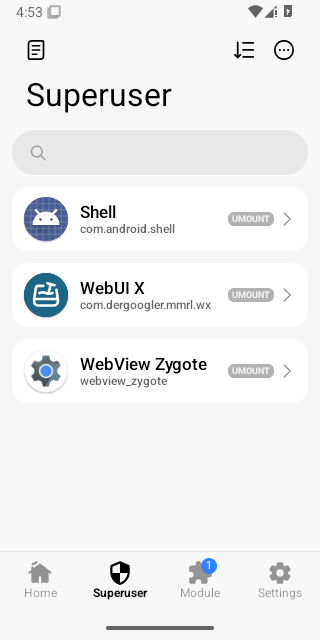 4:53
Superuser
Shell
com.android.shell
UMOUNT
WebUI X
com.dergoogler.mmrl.wx
UMOUNT
WebView Zygote
webview_zygote
UMOUNT
1
Home
Superuser
Module
Settings